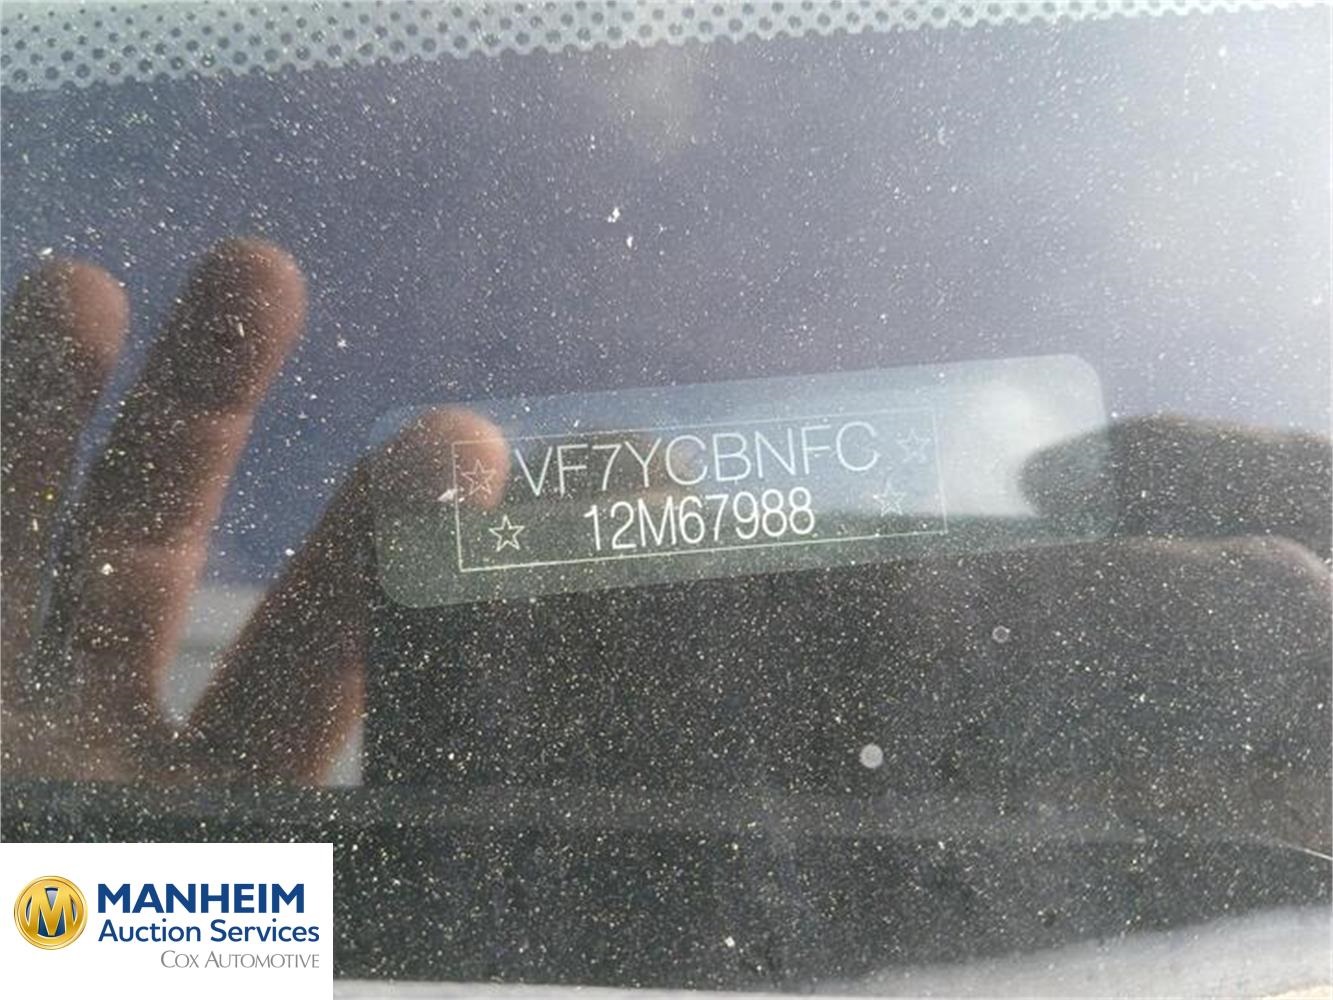 VF7YCBNFC
12M67988
MANHEIM
Auction Services
COX AUTOMOTIVE